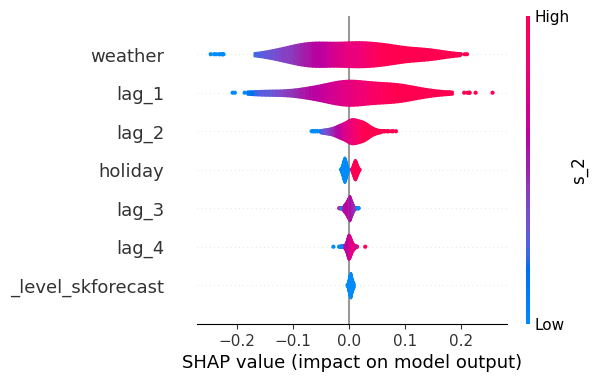 High
weather
lag_1
lag_2
holiday
s_2
lag_3
lag_4
_level_skforecast
Low
−0.2 −0.1 0.0 0.1 0.2
SHAP value (impact on model output)